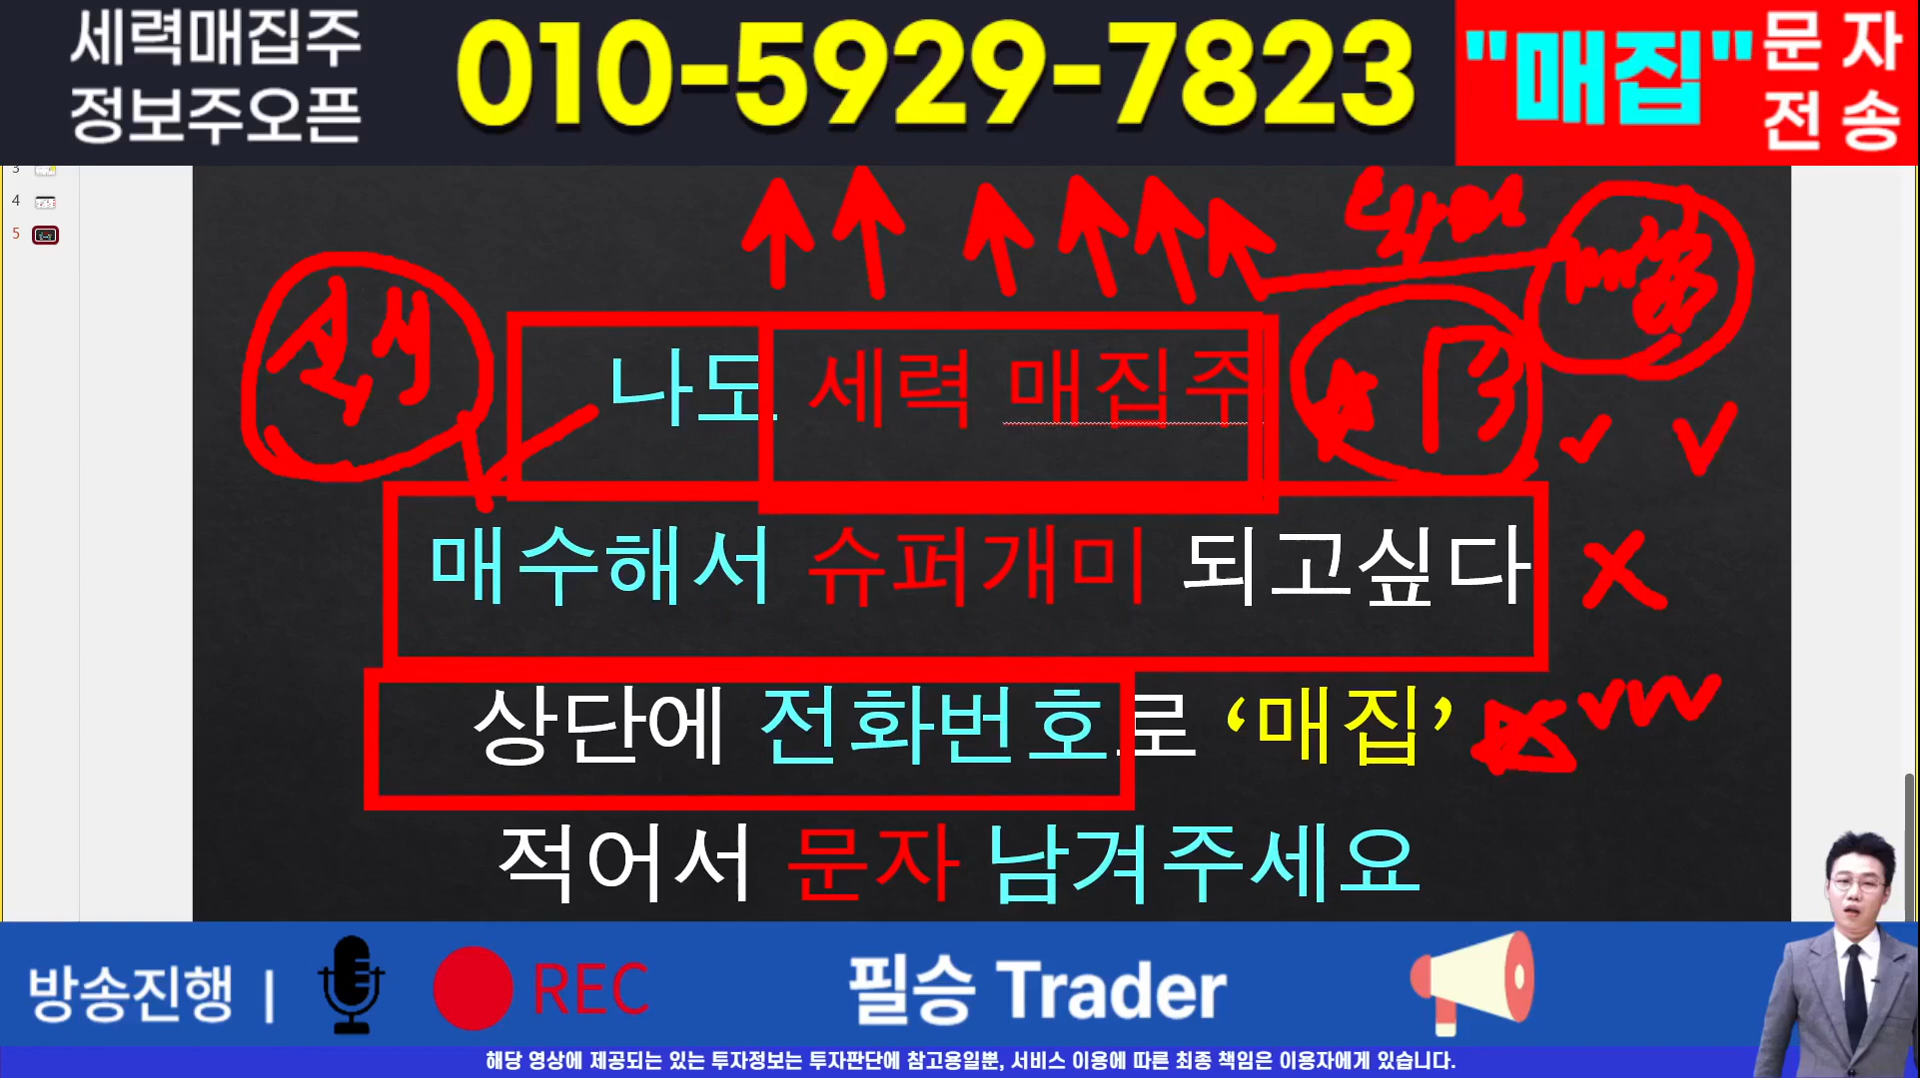 세력매집주
정보주오픈
010-5929-7823
"매집"
문자
전송
3
4
5
나도 세력 매집주
매수해서 슈퍼개미 되고싶다
상단에 전화번호로 ‘매집’
적어서 문자 남겨주세요
방송진행 |
REC
필승 Trader
해당 영상에 제공되는 있는 투자정보는 투자판단에 참고용일뿐, 서비스 이용에 따른 최종 책임은 이용자에게 있습니다.